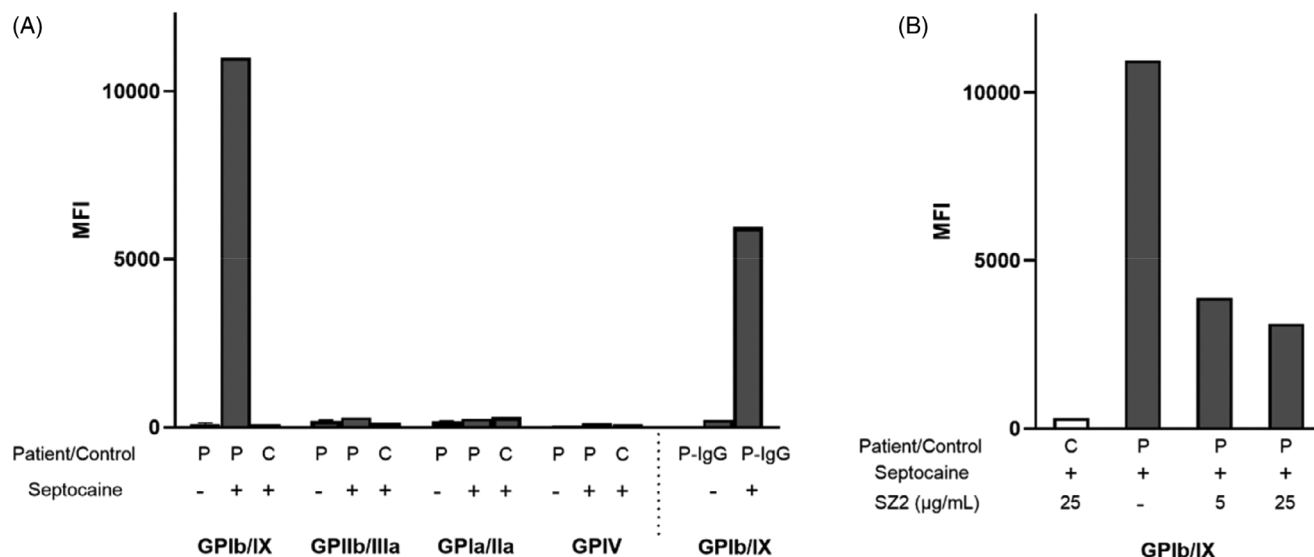 (A)
MFI
10000
5000
0
Patient/Control P P C P P C P P C P P C P-IgG P-IgG
Septocaine - + + - + + - + + - + + - +
GPIb/IX GPIIb/IIIa GPIa/IIa GPIV GPIb/IX
(B)
MFI
10000
5000
0
Patient/Control C P P P
Septocaine + + + +
SZ2 (µg/mL) 25 - 5 25
GPIb/IX